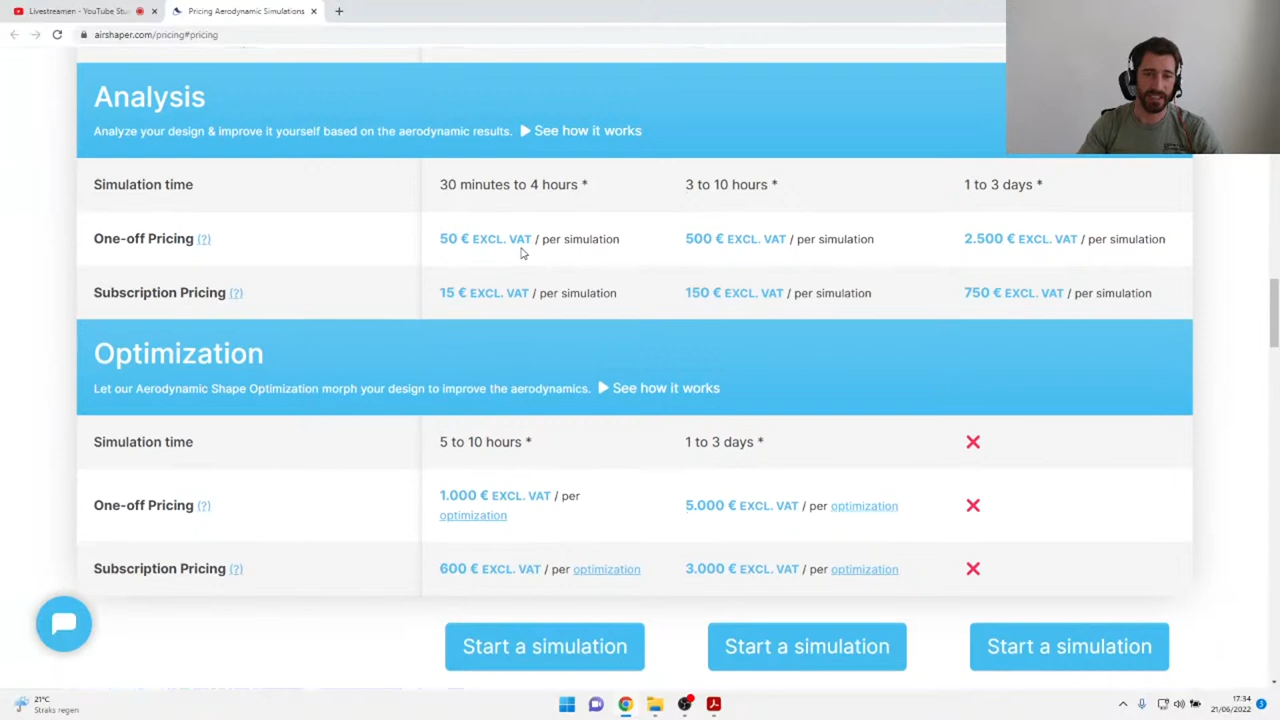 Livestreamen - YouTube Stu
Pricing Aerodynamic Simulations
airshaper.com/pricing#pricing
Analysis
Analyze your design & improve it yourself based on the aerodynamic results. See how it works
Simulation time 30 minutes to 4 hours * 3 to 10 hours * 1 to 3 days *
One-off Pricing (?) 50 € EXCL. VAT / per simulation 500 € EXCL. VAT / per simulation 2.500 € EXCL. VAT / per simulation
Subscription Pricing (?) 15 € EXCL. VAT / per simulation 150 € EXCL. VAT / per simulation 750 € EXCL. VAT / per simulation
Optimization
Let our Aerodynamic Shape Optimization morph your design to improve the aerodynamics. See how it works
Simulation time 5 to 10 hours * 1 to 3 days *
One-off Pricing (?) 1.000 € EXCL. VAT / per
optimization 5.000 € EXCL. VAT / per optimization
Subscription Pricing (?) 600 € EXCL. VAT / per optimization 3.000 € EXCL. VAT / per optimization
Start a simulation Start a simulation Start a simulation
21°C
Straks regen
17:34
21/06/2022
3